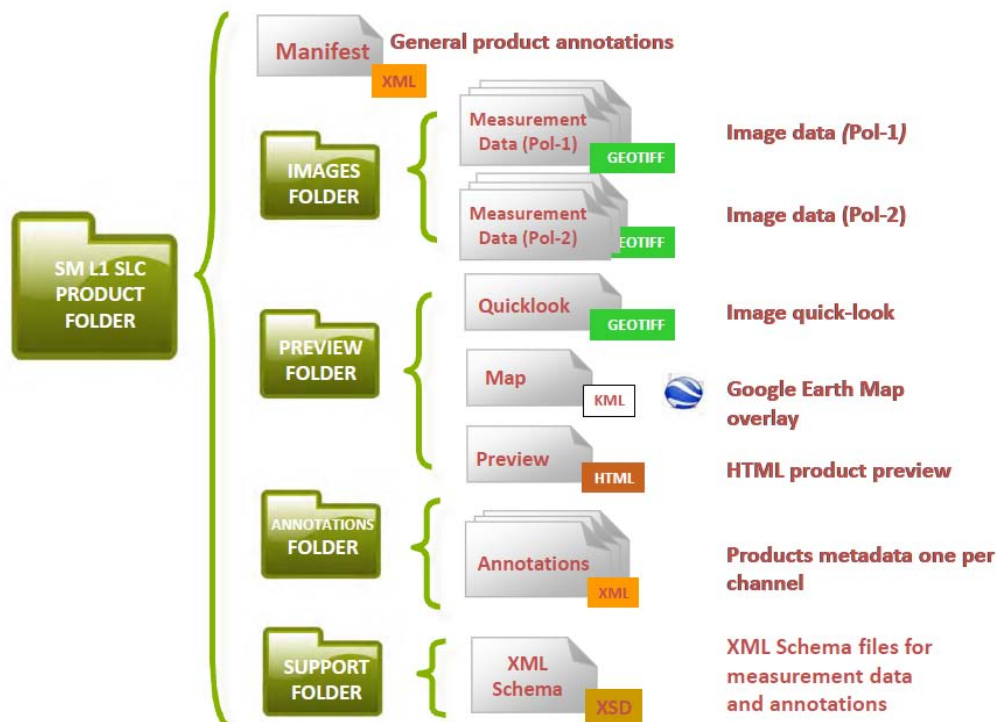 SM L1 SLC
PRODUCT
FOLDER
Manifest
XML
General product annotations
IMAGES
FOLDER
Measurement
Data (Pol-1)
GEOTIFF
Image data (Pol-1)
Measurement
Data (Pol-2)
GEOTIFF
Image data (Pol-2)
PREVIEW
FOLDER
Quicklook
GEOTIFF
Image quick-look
Map
KML
Google Earth Map
overlay
Preview
HTML
HTML product preview
ANNOTATIONS
FOLDER
Annotations
XML
Products metadata one per
channel
SUPPORT
FOLDER
XML
Schema
XSD
XML Schema files for
measurement data
and annotations